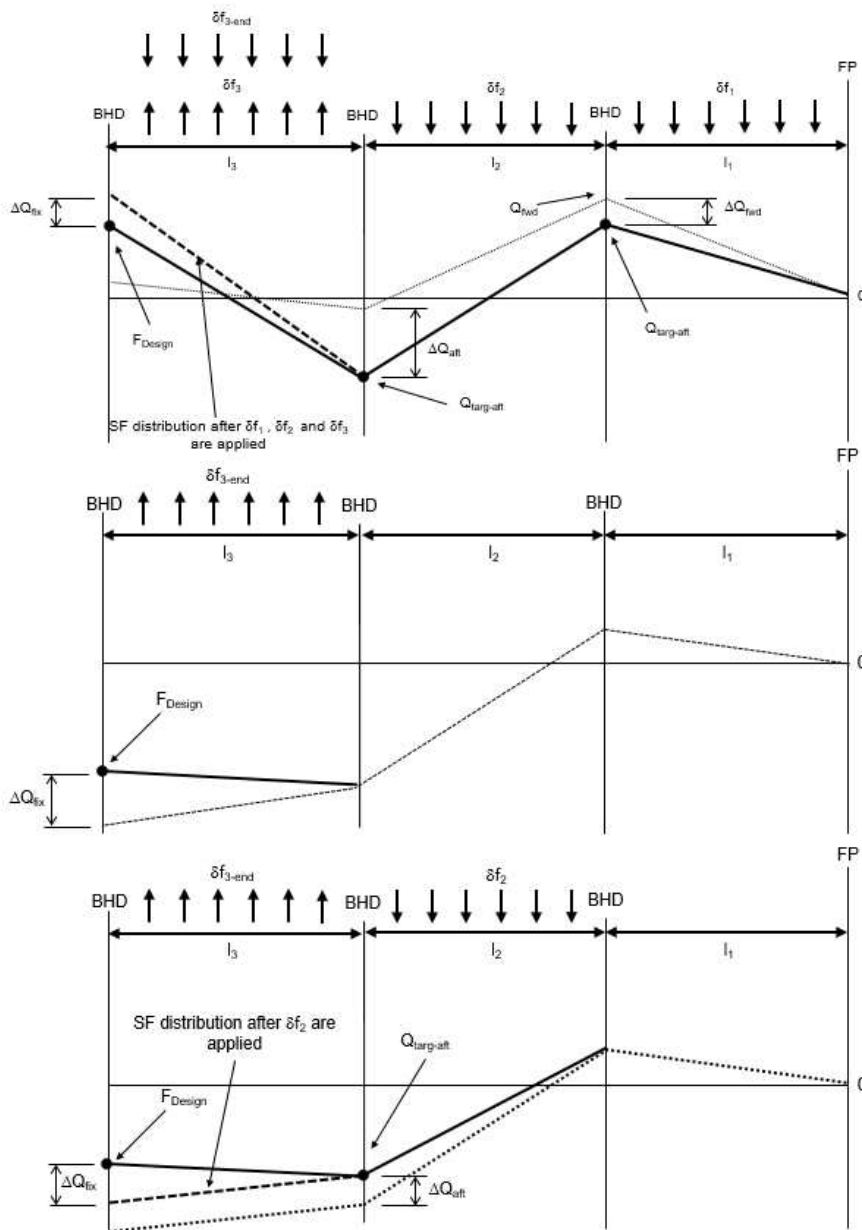 δf3-end
δf3
δf2
δf1
FP
BHD
BHD
BHD
l3
l2
l1
ΔQfix
Qfwd
ΔQfwd
0
FDesign
ΔQaft
Qtarg-aft
Qtarg-aft
SF distribution after δf1 , δf2 and δf3
are applied
FP
δf3-end
BHD
BHD
BHD
l3
l2
l1
0
FDesign
ΔQfix
FP
δf3-end
δf2
BHD
BHD
BHD
l3
l2
l1
SF distribution after δf2 are
applied
Qtarg-aft
0
FDesign
ΔQfix
ΔQaft